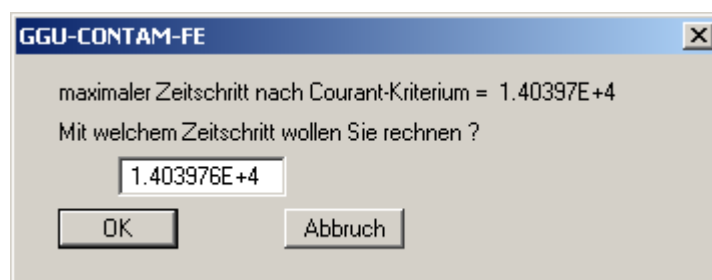 GGU-CONTAM-FE
maximaler Zeitschritt nach Courant-Kriterium = 1.40397E+4
Mit welchem Zeitschritt wollen Sie rechnen ?
1.403976E+4
OK Abbruch